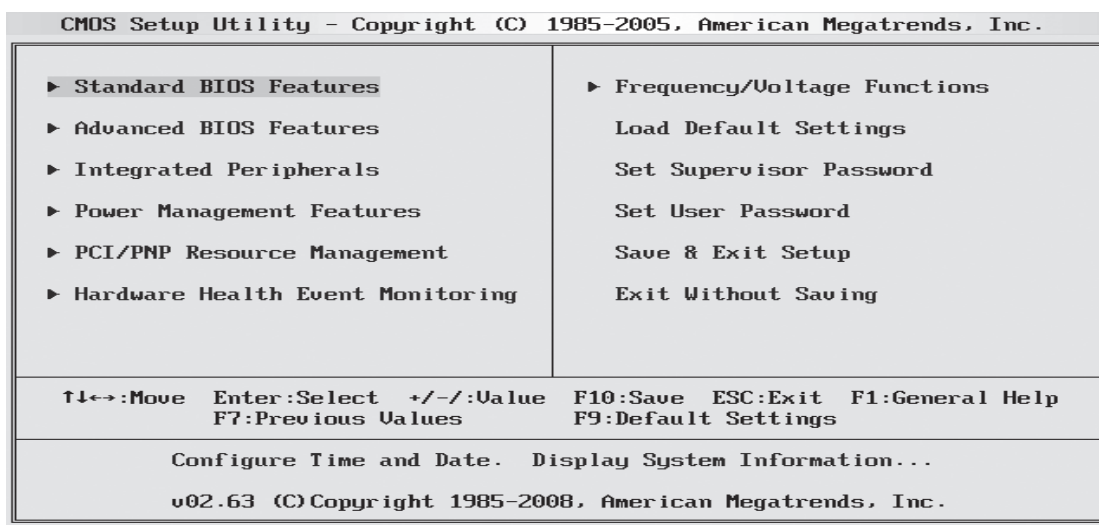 CMOS Setup Utility - Copyright (C) 1985-2005, American Megatrends, Inc.
▶ Standard BIOS Features
▶ Advanced BIOS Features
▶ Integrated Peripherals
▶ Power Management Features
▶ PCI/PNP Resource Management
▶ Hardware Health Event Monitoring
▶ Frequency/Voltage Functions
Load Default Settings
Set Supervisor Password
Set User Password
Save & Exit Setup
Exit Without Saving
↑↓←→:Move Enter:Select +/-/:Value F10:Save ESC:Exit F1:General Help
F7:Previous Values F9:Default Settings
Configure Time and Date. Display System Information...
v02.63 (C)Copyright 1985-2008, American Megatrends, Inc.